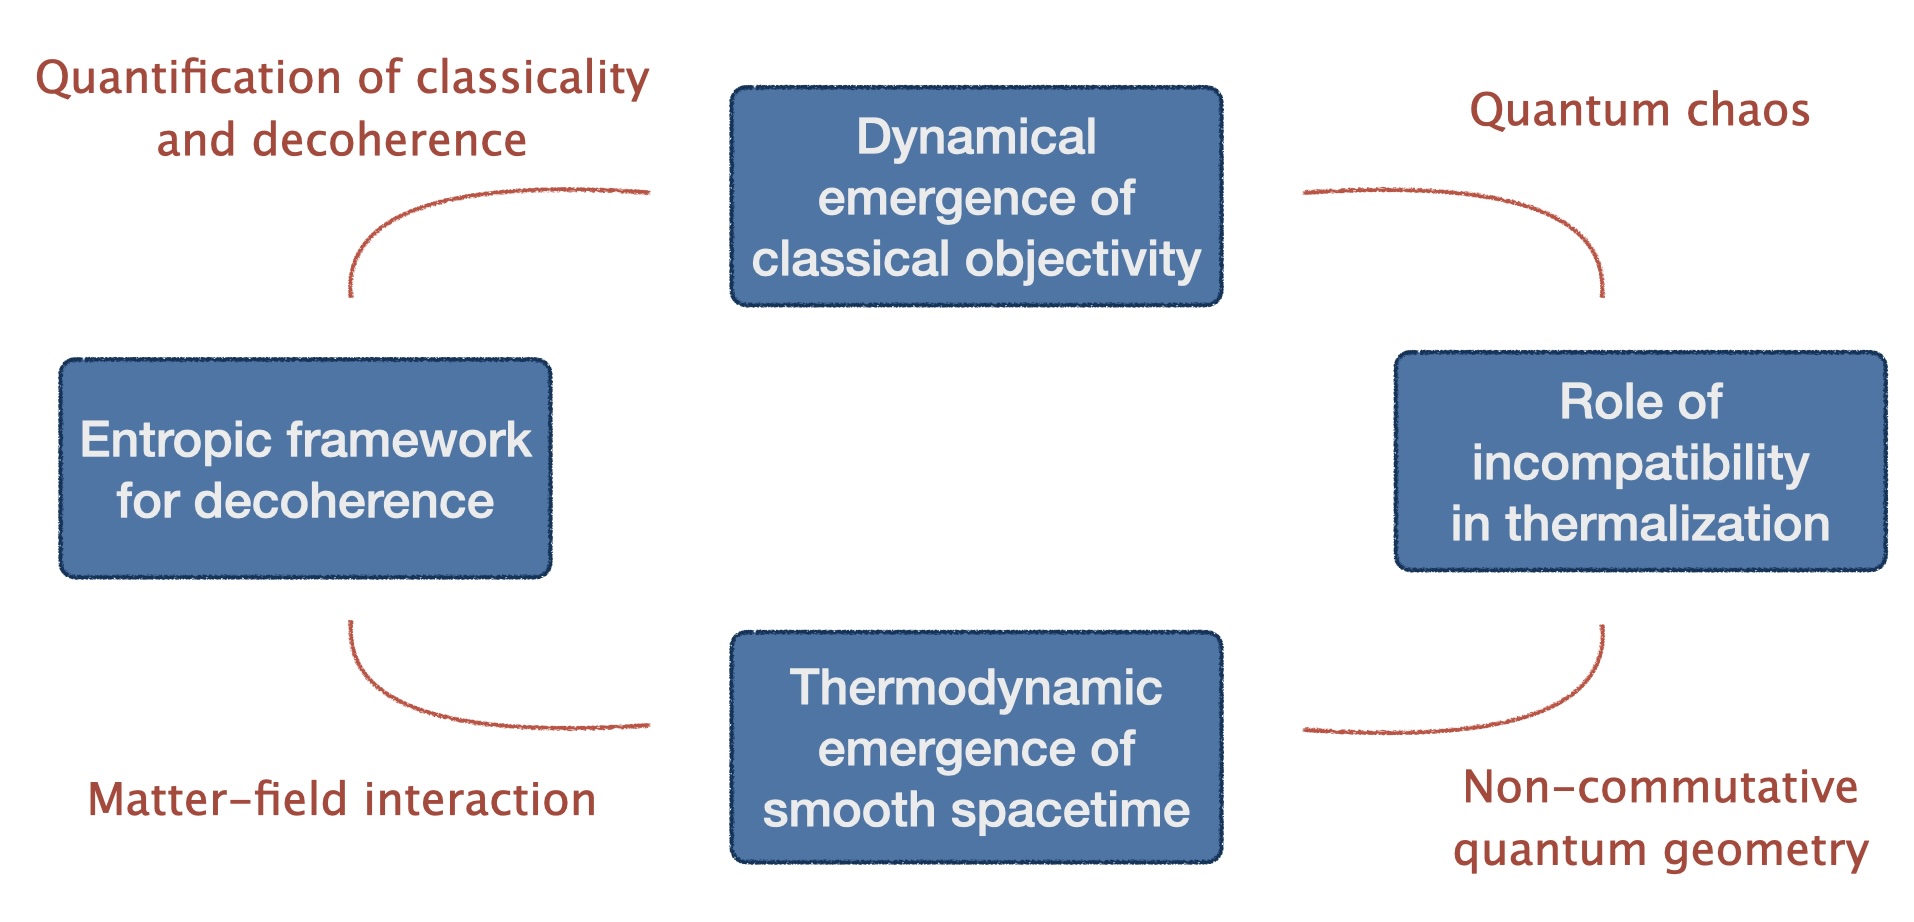 Quantification of classicality
and decoherence
Dynamical
emergence of
classical objectivity
Quantum chaos
Entropic framework
for decoherence
Role of
incompatibility
in thermalization
Thermodynamic
emergence of
smooth spacetime
Matter-field interaction
Non-commutative
quantum geometry